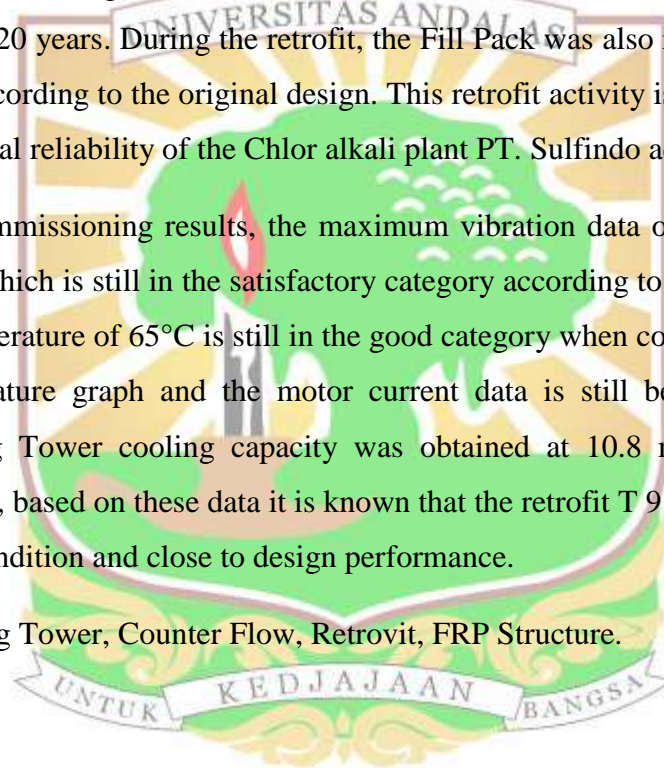 UNIVERSITAS ANDALAS
20 years. During the retrofit, the Fill Pack was also
cording to the original design. This retrofit activity is
al reliability of the Chlor alkali plant PT. Sulfindo a
mmissioning results, the maximum vibration data o
hich is still in the satisfactory category according to
perature of 65°C is still in the good category when co
ature graph and the motor current data is still be
g Tower cooling capacity was obtained at 10.8
, based on these data it is known that the retrofit T 9
ndition and close to design performance.
g Tower, Counter Flow, Retrovit, FRP Structure.
UNTUK KEDJAJAAN BANGSA